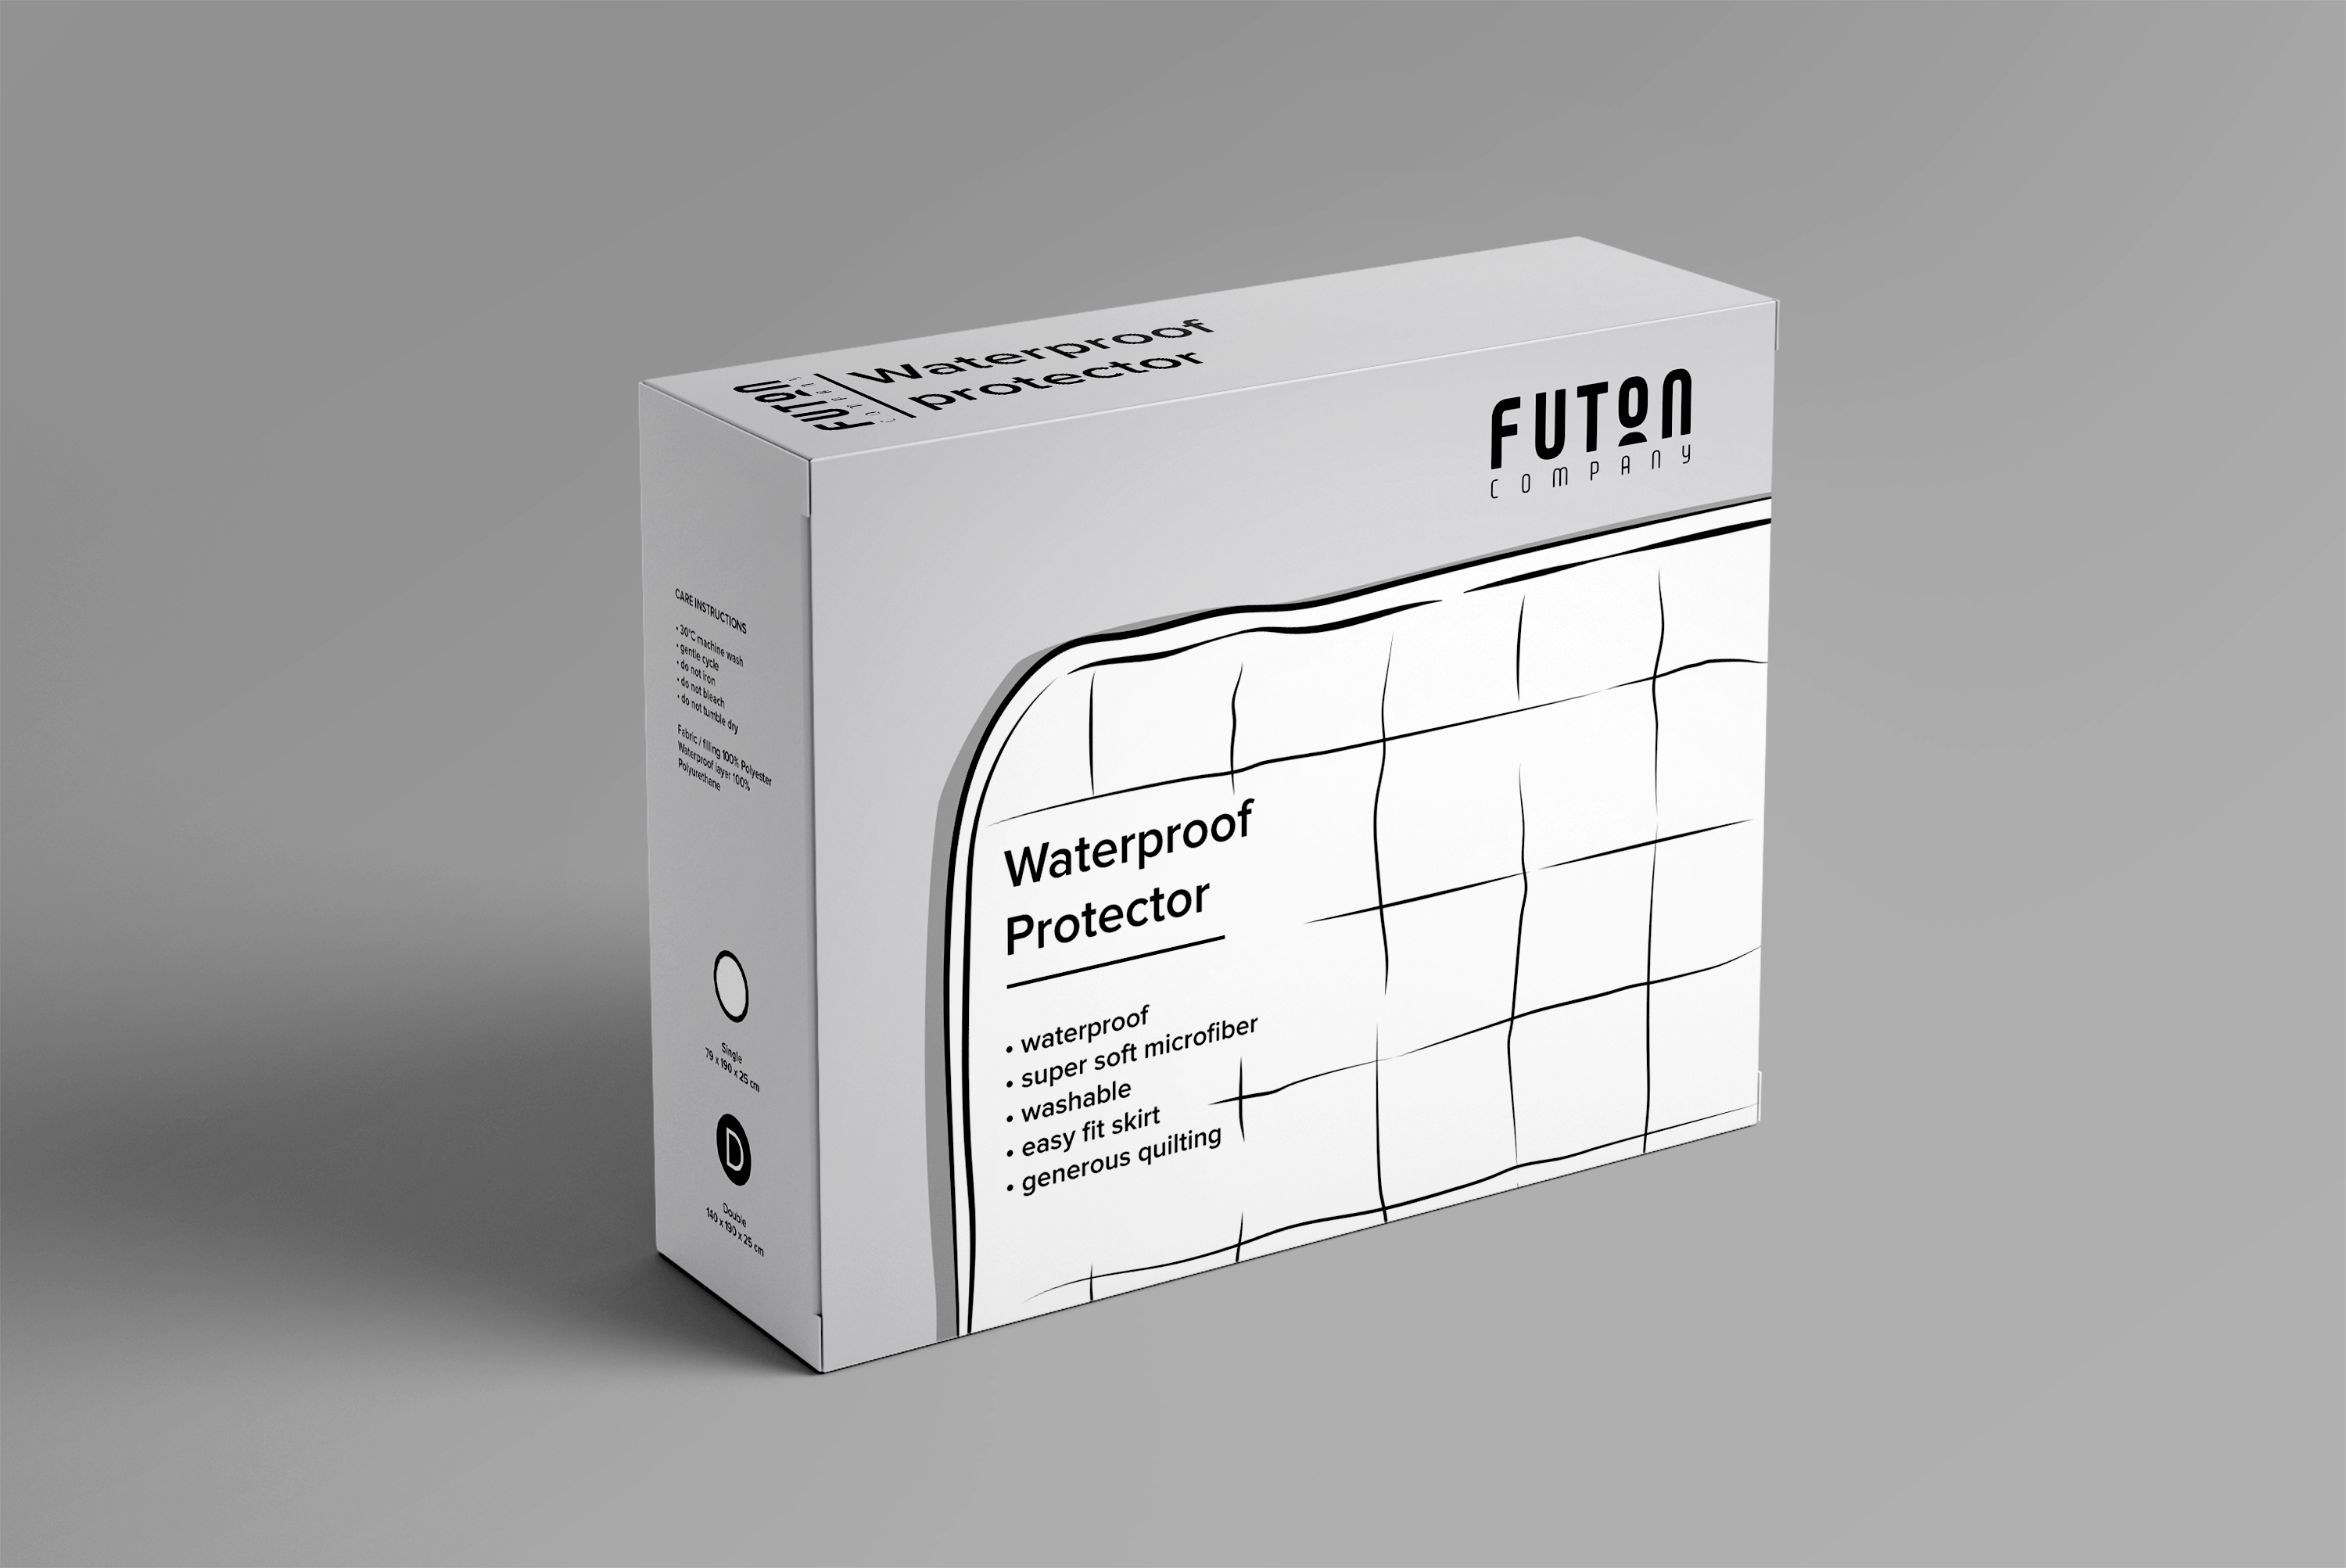 FUTON
COMPANY
Waterproof
protector
FUTON
COMPANY
Waterproof
Protector
• waterproof
• super soft microfiber
• washable
• easy fit skirt
• generous quilting
CARE INSTRUCTIONS
• 30°C machine wash
• gentle cycle
• do not iron
• do not bleach
• do not tumble dry
Fabric / filling 100% Polyester
Waterproof layer 100%
Polyurethane
Single
79 x 190 x 25 cm
D
Double
140 x 190 x 25 cm